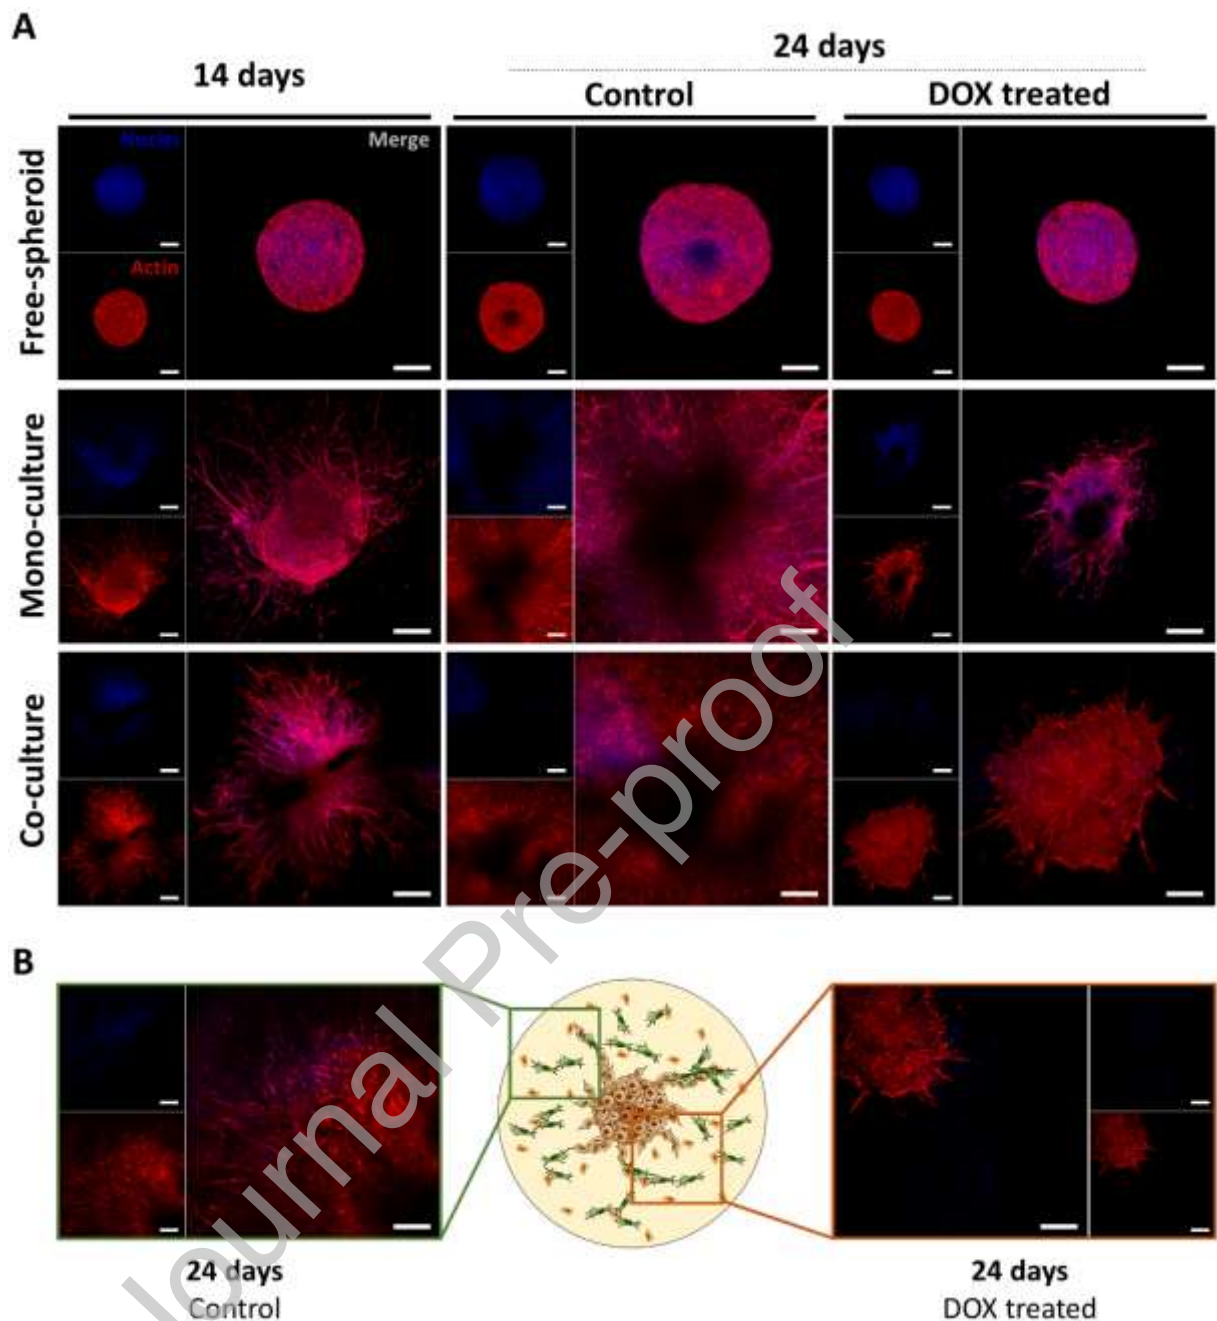 A
14 days
24 days
Control
DOX treated
Free-spheroid
Nuclei
Merge
Actin
Mono-culture
Co-culture
Journal Pre-proof
B
24 days
Control
24 days
DOX treated